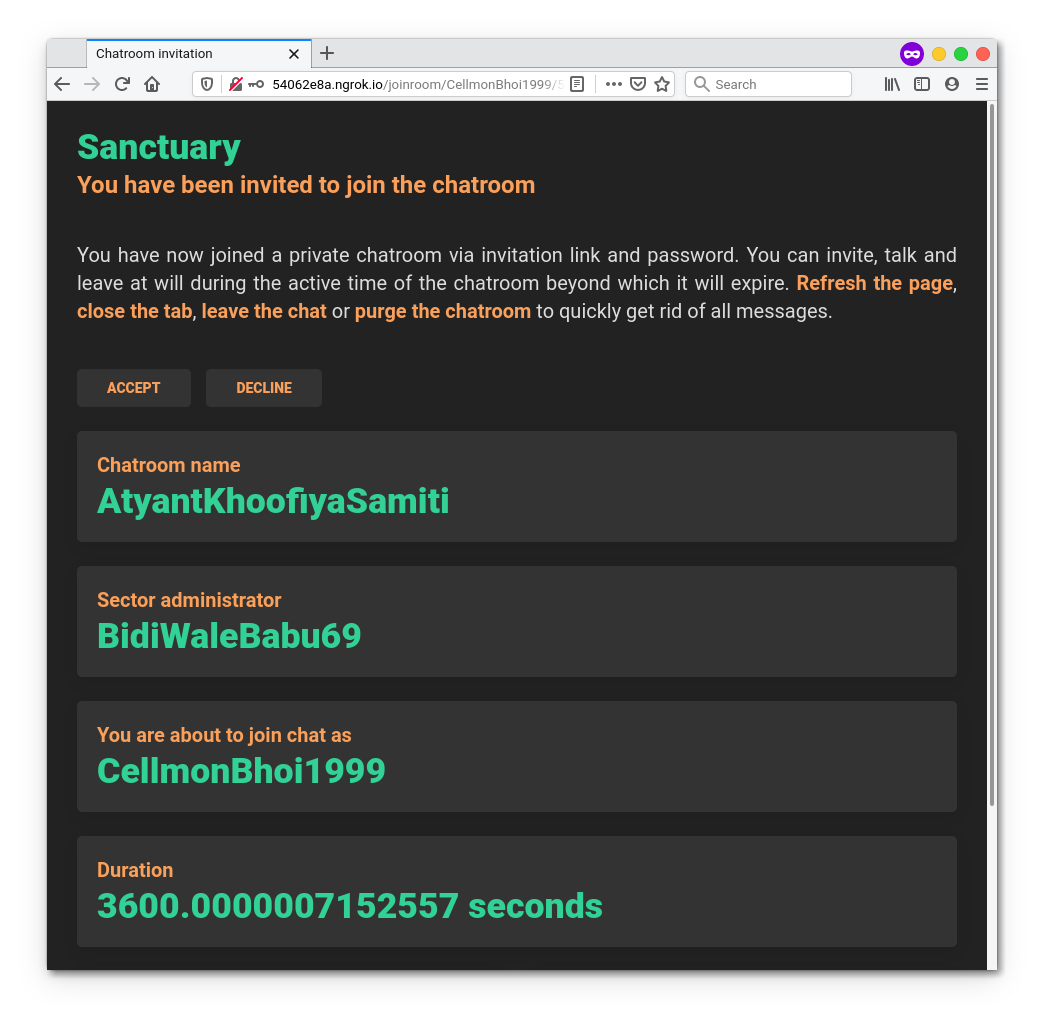 Chatroom invitation
54062e8a.ngrok.io/joinroom/CellmonBhoi1999/
Search
Sanctuary
You have been invited to join the chatroom
You have now joined a private chatroom via invitation link and password. You can invite, talk and
leave at will during the active time of the chatroom beyond which it will expire. Refresh the page,
close the tab, leave the chat or purge the chatroom to quickly get rid of all messages.
ACCEPT DECLINE
Chatroom name
AtyantKhoofiyaSamiti
Sector administrator
BidiWaleBabu69
You are about to join chat as
CellmonBhoi1999
Duration
3600.0000007152557 seconds